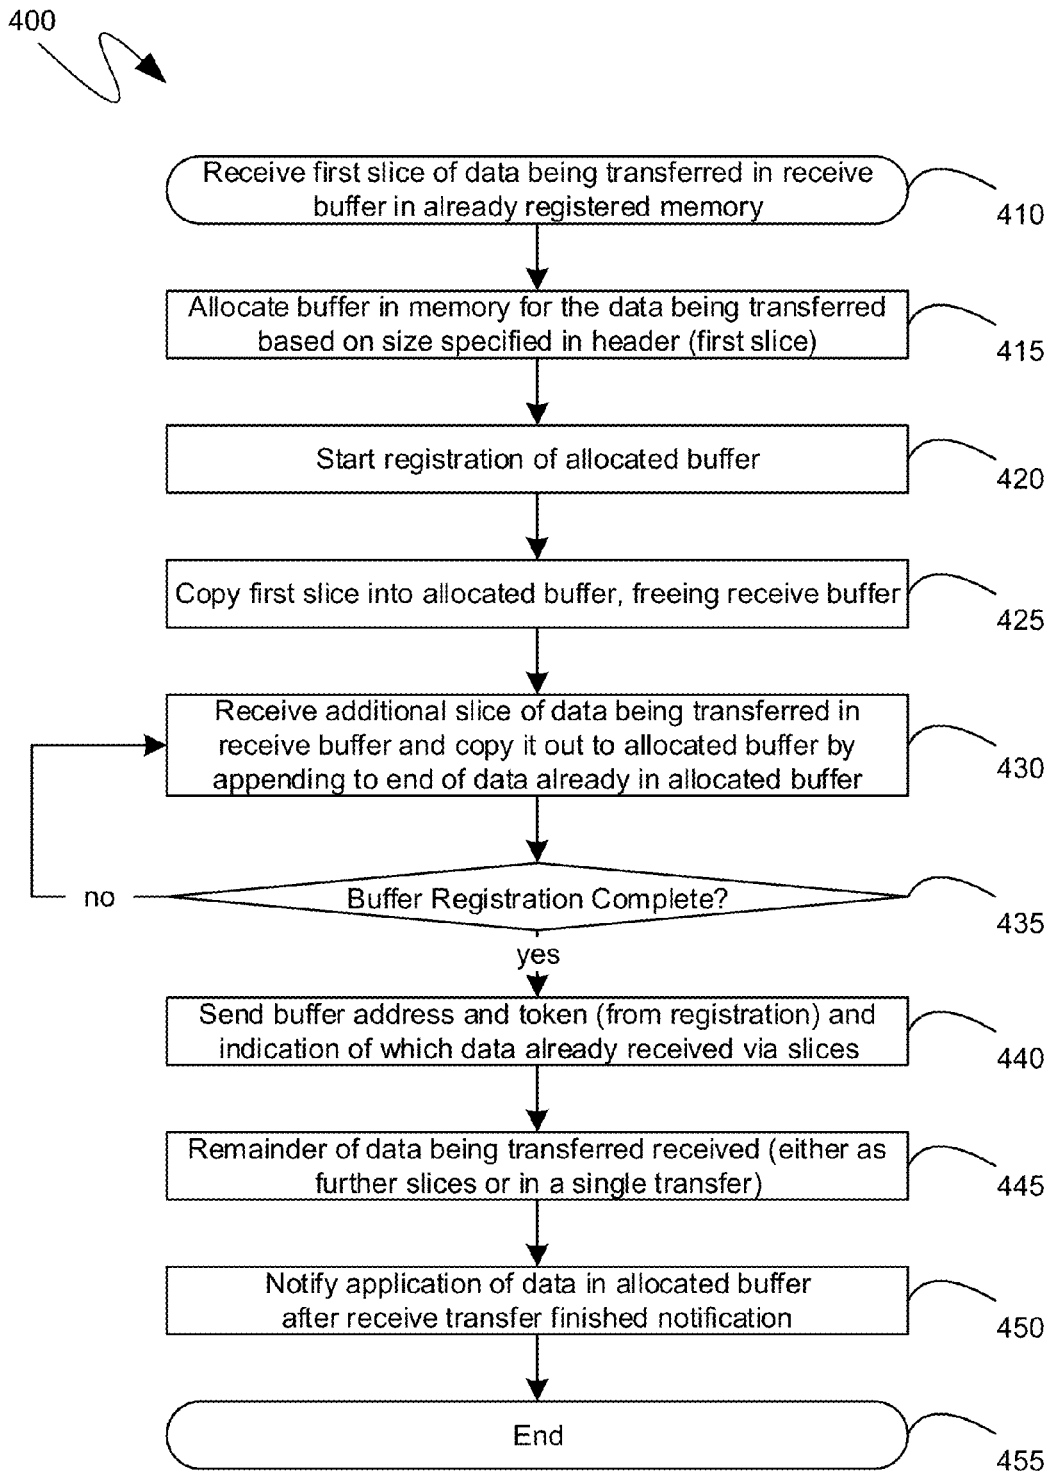 400
Receive first slice of data being transferred in receive
buffer in already registered memory
410
Allocate buffer in memory for the data being transferred
based on size specified in header (first slice)
415
Start registration of allocated buffer
420
Copy first slice into allocated buffer, freeing receive buffer
425
Receive additional slice of data being transferred in
receive buffer and copy it out to allocated buffer by
appending to end of data already in allocated buffer
430
no
Buffer Registration Complete?
435
yes
Send buffer address and token (from registration) and
indication of which data already received via slices
440
Remainder of data being transferred received (either as
further slices or in a single transfer)
445
Notify application of data in allocated buffer
after receive transfer finished notification
450
End
455